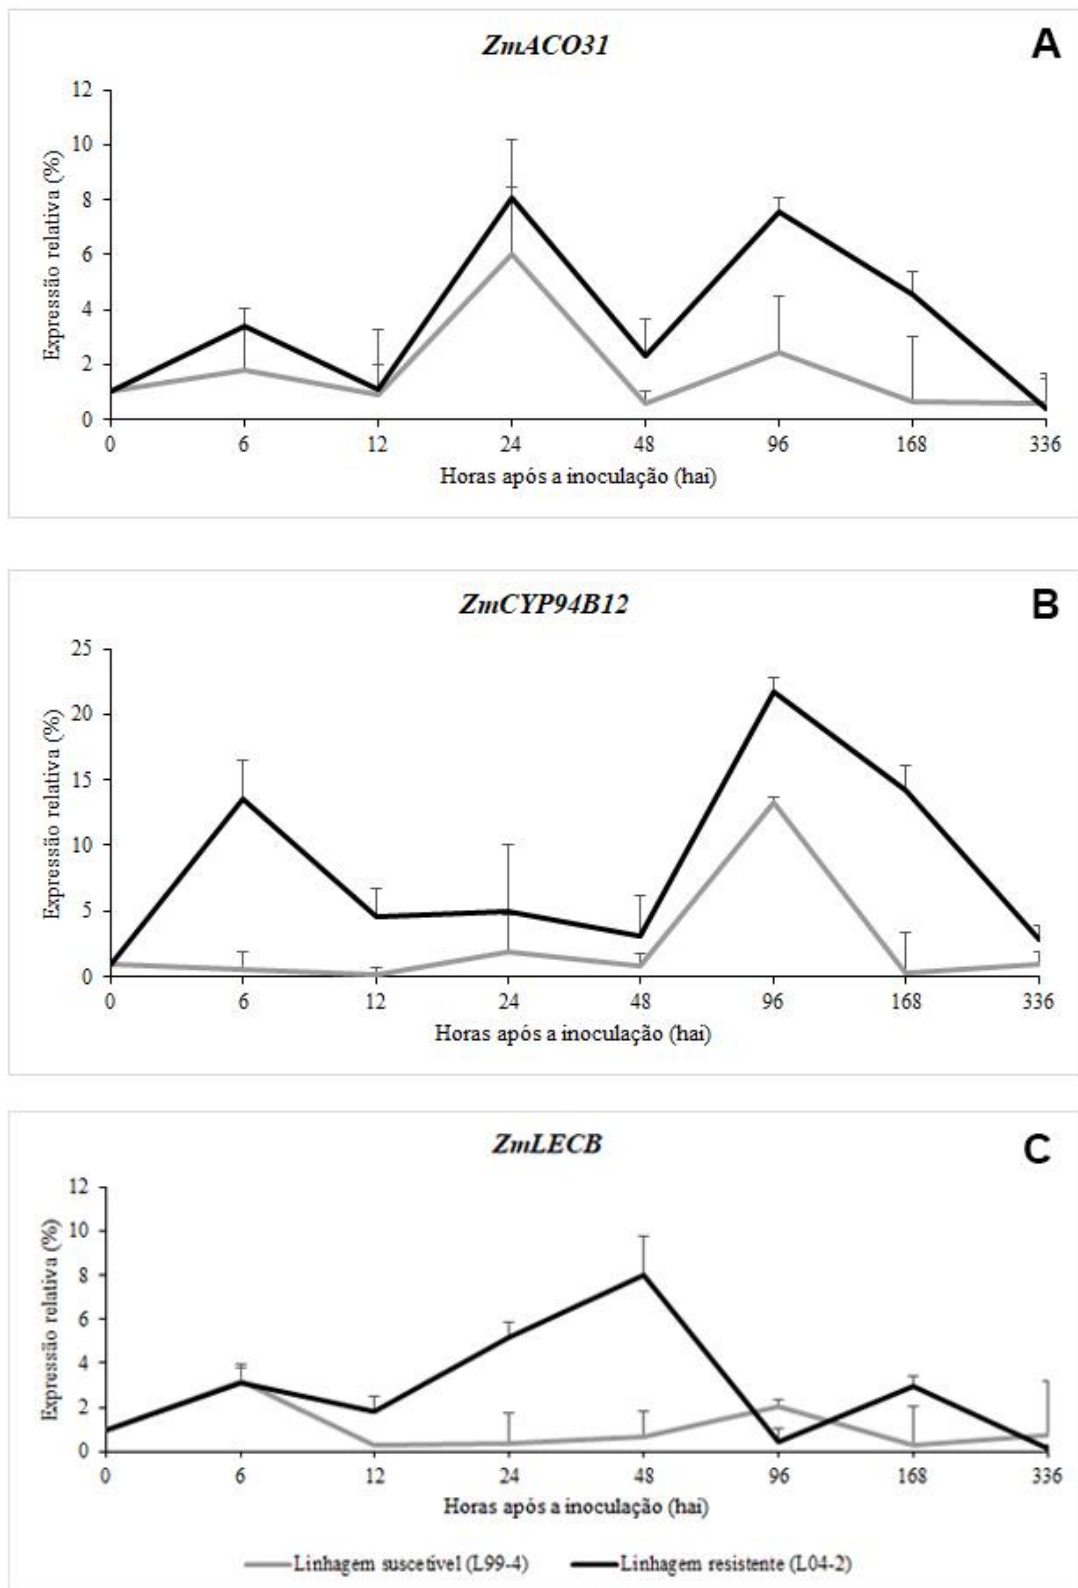 ZmACO31
A
Expressão relativa (%)
12
10
8
6
4
2
0
0 6 12 24 48 96 168 336
Horas após a inoculação (hai)
ZmCYP94B12
B
Expressão relativa (%)
25
20
15
10
5
0
0 6 12 24 48 96 168 336
Horas após a inoculação (hai)
ZmLECB
C
Expressão relativa (%)
12
10
8
6
4
2
0
0 6 12 24 48 96 168 336
Horas após a inoculação (hai)
Linhagem suscetível (L99-4) Linhagem resistente (L04-2)